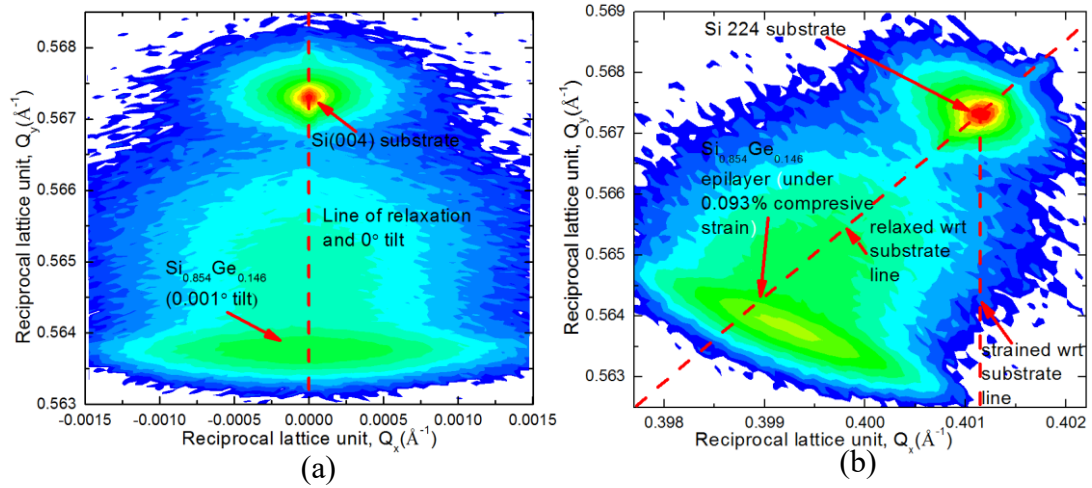 0.568
0.567
0.566
0.565
0.564
0.563
Reciprocal lattice unit, Q_y(Å⁻¹)
Si(004) substrate
Line of relaxation
and 0° tilt
Si₀.₈₅₄Ge₀.₁₄₆
(0.001° tilt)
-0.0015 -0.0010 -0.0005 0.0000 0.0005 0.0010 0.0015
Reciprocal lattice unit, Q_x(Å⁻¹)
(a)
0.568
0.567
0.566
0.565
0.564
0.563
Reciprocal lattice unit, Q_y(Å⁻¹)
Si 224 substrate
Si₀.₈₅₄Ge₀.₁₄₆
epilayer (under
0.093% compresive
strain)
relaxed wrt
substrate
line
strained wrt
substrate
line
0.398 0.399 0.400 0.401 0.402
Reciprocal lattice unit, Q_x(Å⁻¹)
(b)